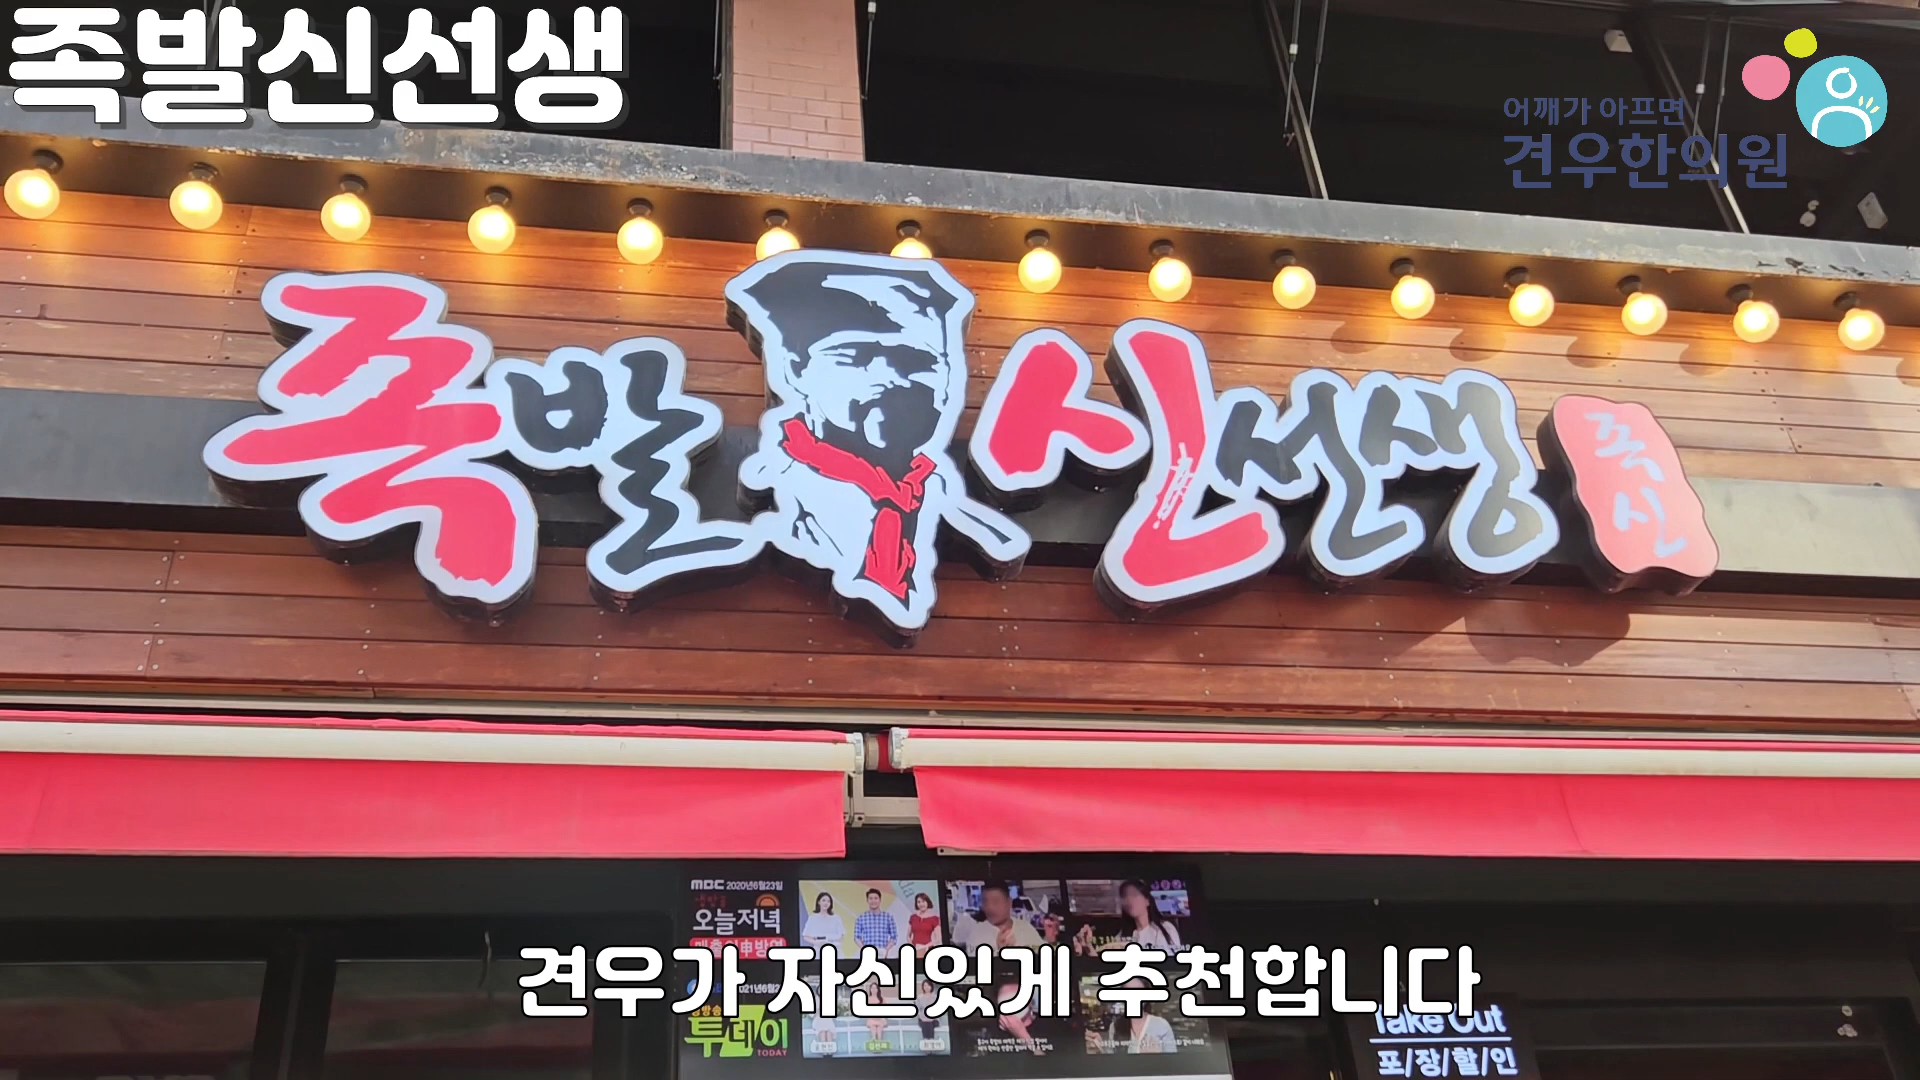 족발신선생
어깨가 아프면
견우한의원
족발 신선생
족신
MBC 2020년6월23일
오늘저녁
견우가 자신있게 추천합니다
투데이
TODAY
Take Out
포/장/할/인